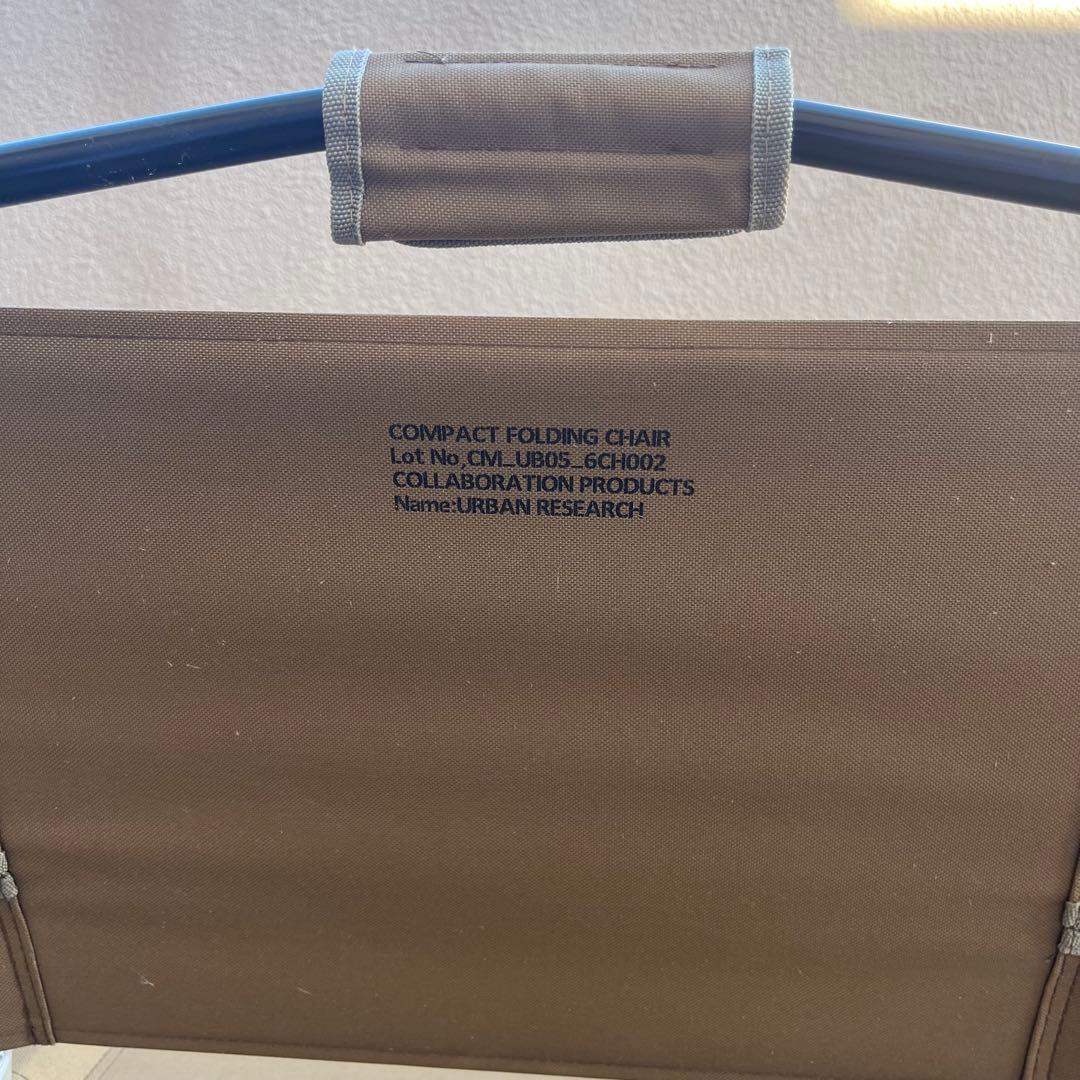 COMPACT FOLDING CHAIR
Lot No,CM_UB05_6CH002
COLLABORATION PRODUCTS
Name:URBAN RESEARCH